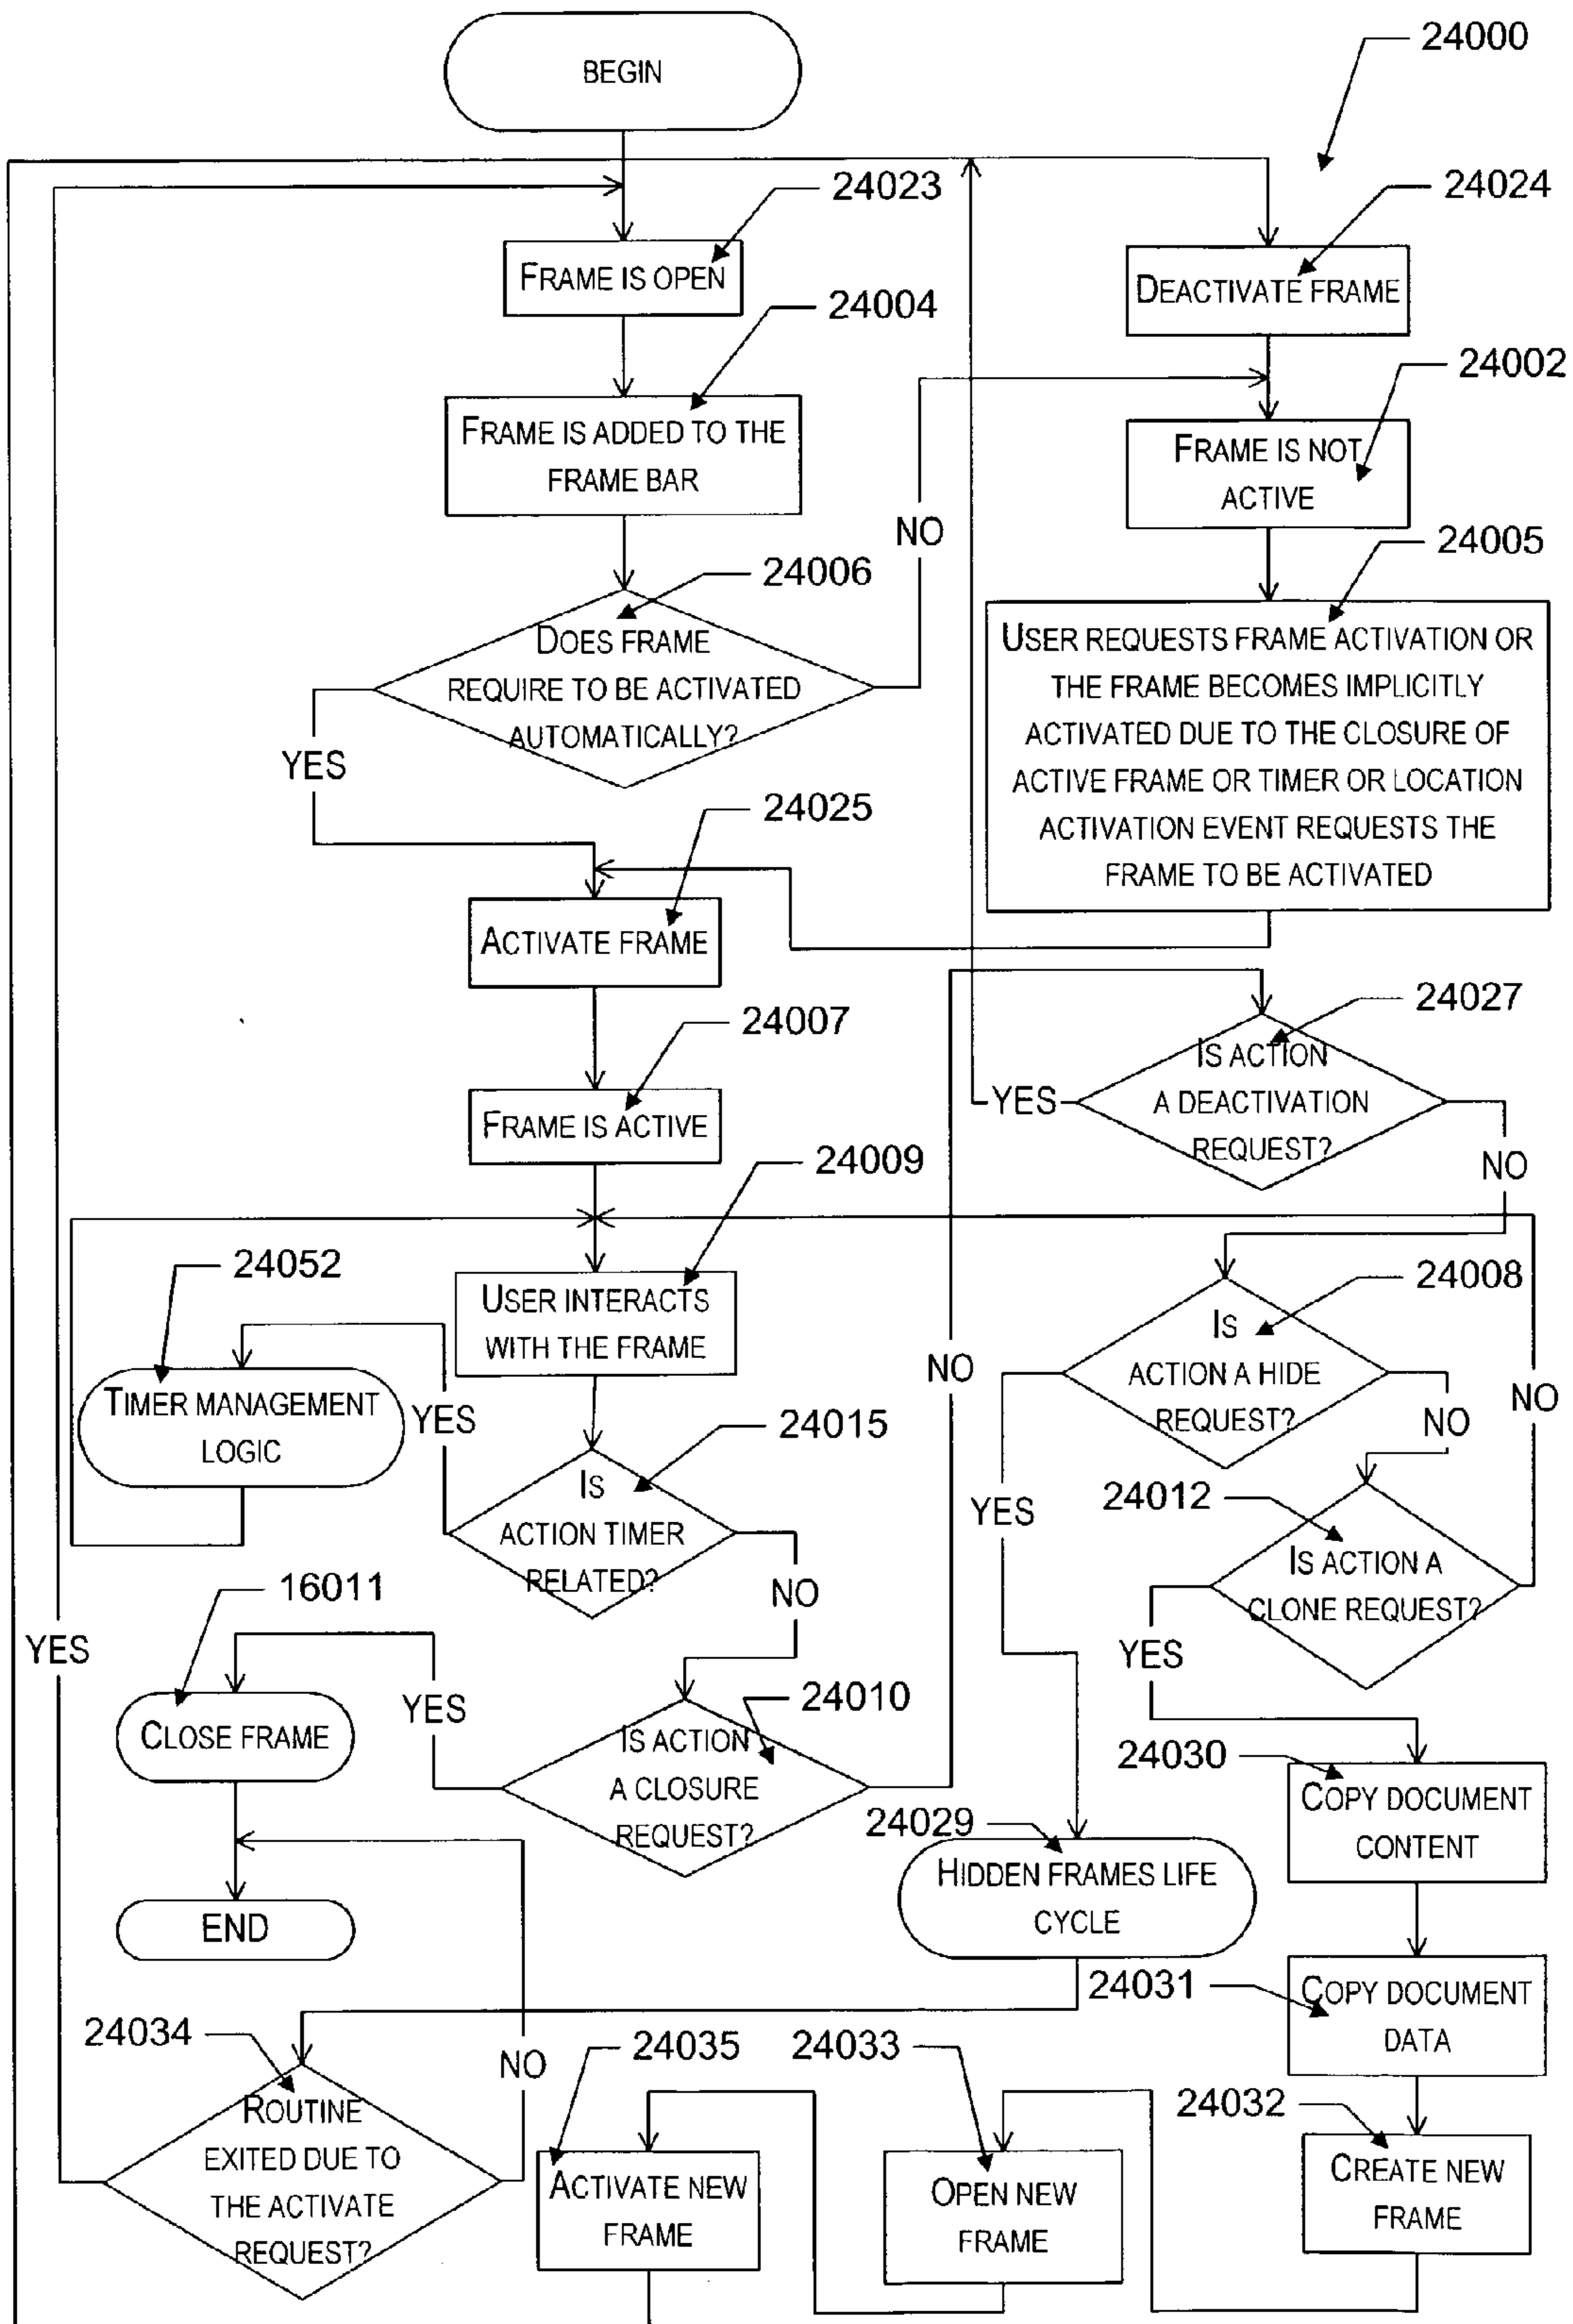 BEGIN
24000
24023
24024
FRAME IS OPEN
DEACTIVATE FRAME
24004
24002
FRAME IS ADDED TO THE
FRAME BAR
FRAME IS NOT
ACTIVE
NO
24005
24006
DOES FRAME
REQUIRE TO BE ACTIVATED
AUTOMATICALLY?
USER REQUESTS FRAME ACTIVATION OR
THE FRAME BECOMES IMPLICITLY
ACTIVATED DUE TO THE CLOSURE OF
ACTIVE FRAME OR TIMER OR LOCATION
ACTIVATION EVENT REQUESTS THE
FRAME TO BE ACTIVATED
YES
24025
ACTIVATE FRAME
24027
24007
IS ACTION
A DEACTIVATION
REQUEST?
YES
FRAME IS ACTIVE
NO
24009
24052
24008
USER INTERACTS
WITH THE FRAME
IS
ACTION A HIDE
REQUEST?
NO
NO
NO
TIMER MANAGEMENT
LOGIC
YES
24015
IS
ACTION TIMER
RELATED?
YES
24012
IS ACTION A
CLONE REQUEST?
16011
NO
YES
YES
CLOSE FRAME
YES
24010
IS ACTION
A CLOSURE
REQUEST?
24030
COPY DOCUMENT
CONTENT
24029
HIDDEN FRAMES LIFE
CYCLE
END
24031
COPY DOCUMENT
DATA
24034
NO
24035
24033
24032
ROUTINE
EXITED DUE TO
THE ACTIVATE
REQUEST?
ACTIVATE NEW
FRAME
OPEN NEW
FRAME
CREATE NEW
FRAME